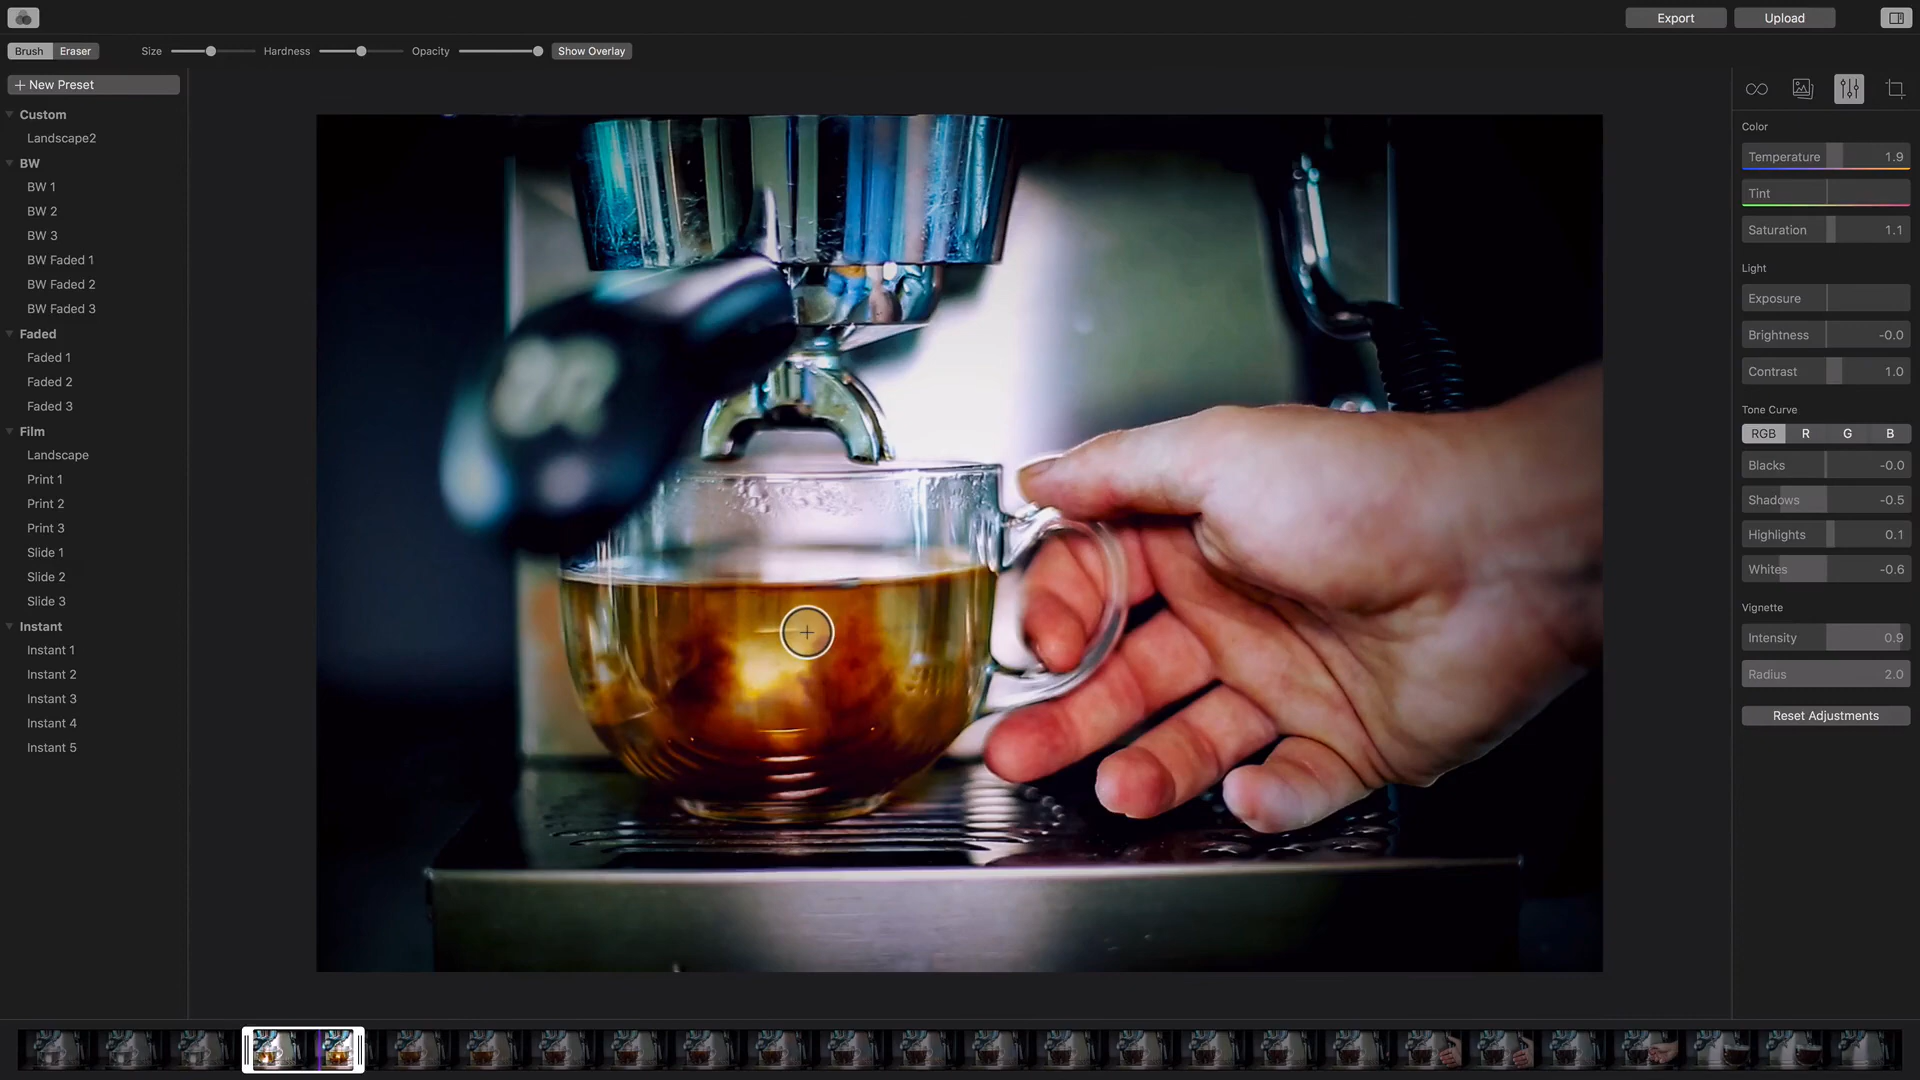 Export
Upload
Brush
Eraser
Size
Hardness
Opacity
Show Overlay
New Preset
Custom
Landscape2
BW
BW 1
BW 2
BW 3
BW Faded 1
BW Faded 2
BW Faded 3
Faded
Faded 1
Faded 2
Faded 3
Film
Landscape
Print 1
Print 2
Print 3
Slide 1
Slide 2
Slide 3
Instant
Instant 1
Instant 2
Instant 3
Instant 4
Instant 5
Color
Temperature 1.9
Tint
Saturation 1.1
Light
Exposure
Brightness -0.0
Contrast 1.0
Tone Curve
RGB R G B
Blacks -0.0
Shadows -0.5
Highlights 0.1
Whites -0.6
Vignette
Intensity 0.9
Radius 2.0
Reset Adjustments